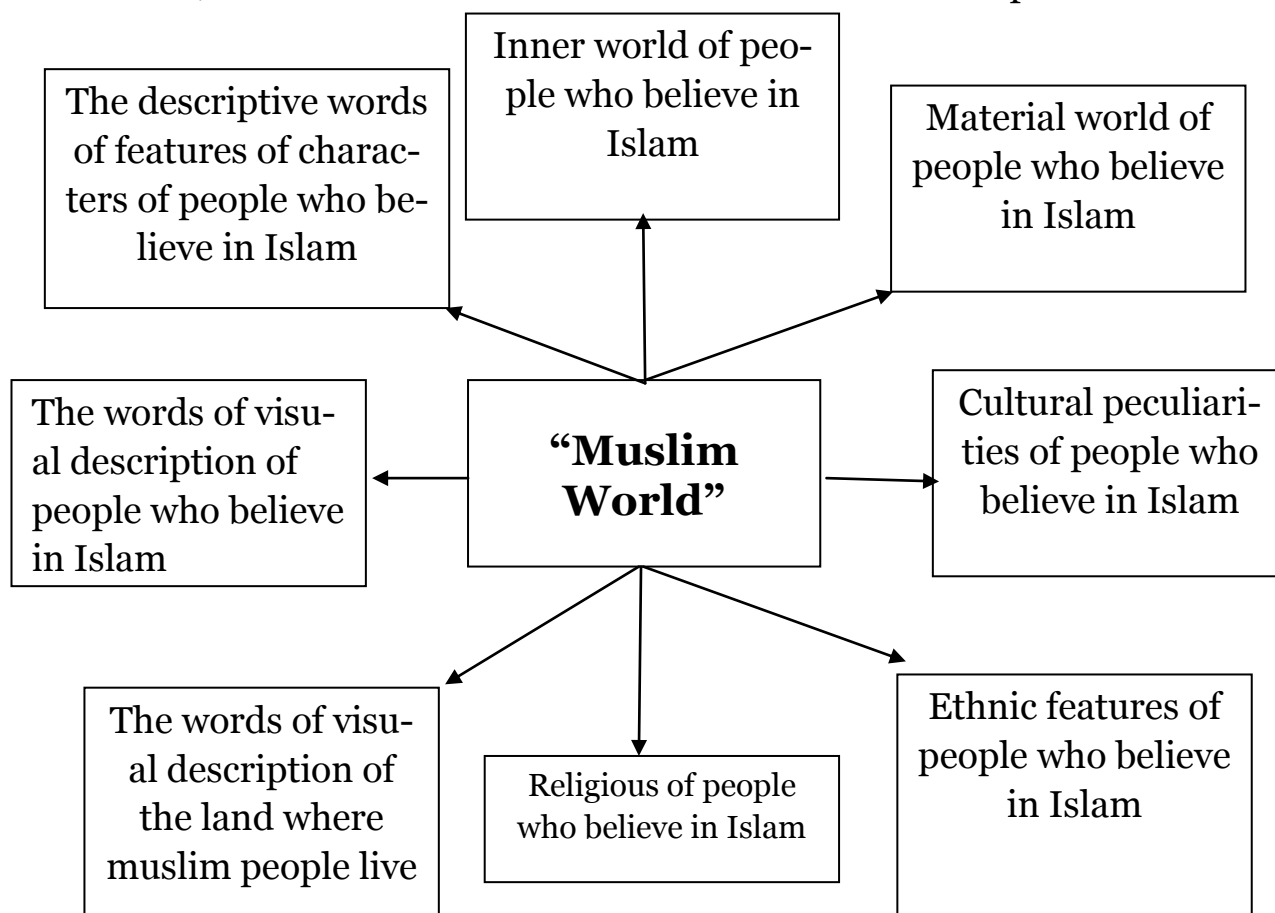 Inner world of peo-
ple who believe in
Islam
The descriptive words
of features of charac-
ters of people who be-
lieve in Islam
Material world of
people who believe
in Islam
The words of visu-
al description of
people who believe
in Islam
“Muslim
World”
Cultural peculiari-
ties of people who
believe in Islam
The words of visu-
al description of
the land where
muslim people live
Religious of people
who believe in Islam
Ethnic features of
people who believe
in Islam